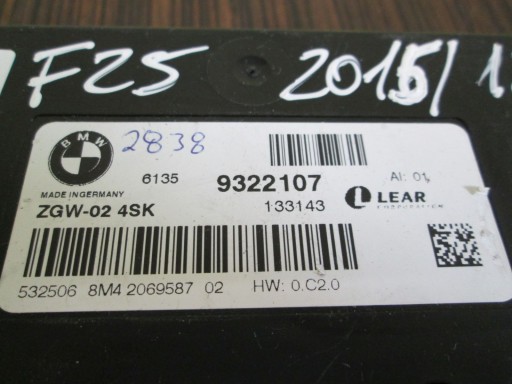 F25 2015/1
BMW 2838
6135 9322107 AI: 01
MADE IN GERMANY
ZGW-02 4SK 133143 LEAR
CORPORATION
532506 8M4 2069587 02 HW: 0.C2.0